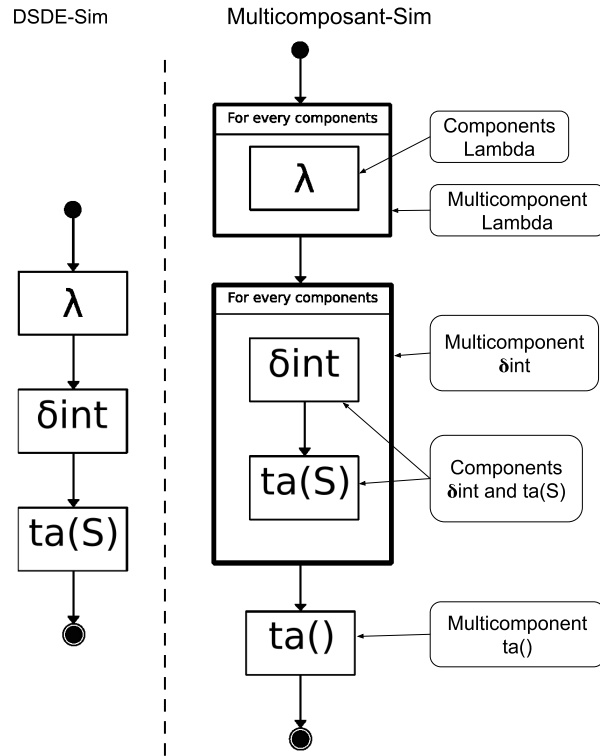 DSDE-Sim
Multicomposant-Sim
λ
δint
ta(S)
For every components
λ
For every components
δint
ta(S)
ta()
Components
Lambda
Multicomponent
Lambda
Multicomponent
δint
Components
δint and ta(S)
Multicomponent
ta()